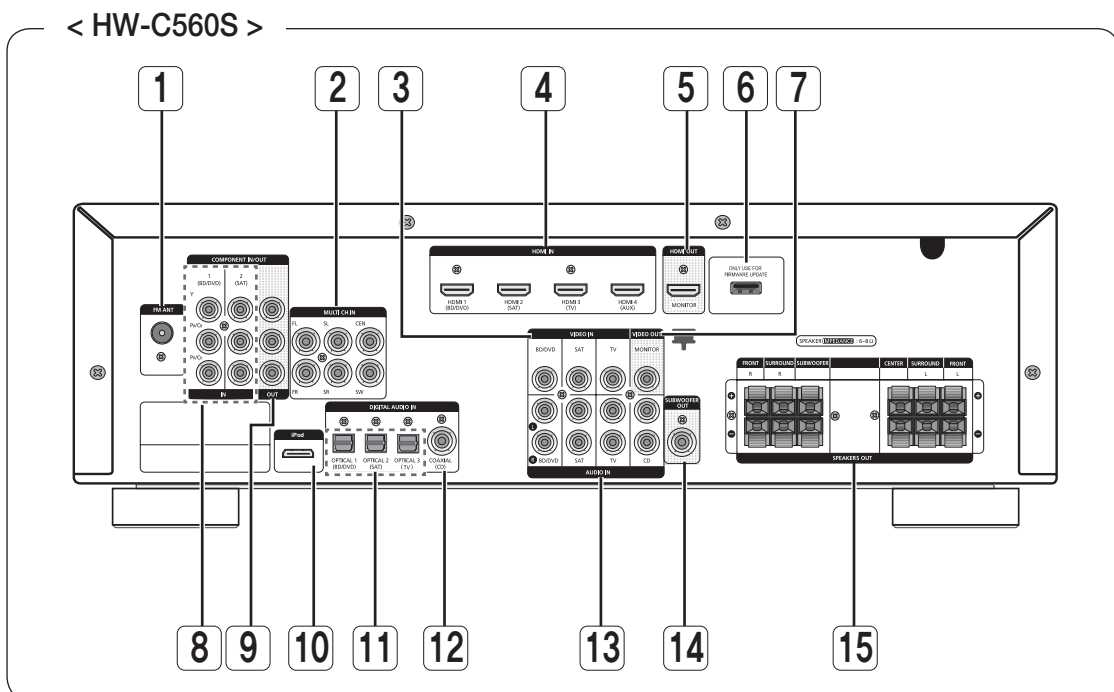 < HW-C560S >
1 2 3 4 5 6 7
HDMI IN
HDMI OUT
ONLY USE FOR
FIRMWARE UPDATE
HDMI 1
(BD/DVD)
HDMI 2
(SAT)
HDMI 3
(TV)
HDMI 4
(AUX)
MONITOR
COMPONENT IN/OUT
1
(BD/DVD)
2
(SAT)
Y
PB/CB
PR/CR
IN
OUT
FM ANT
MULTI CH IN
FL SL CEN
FR SR SW
VIDEO IN
VIDEO OUT
BD/DVD SAT TV MONITOR
L
R
BD/DVD SAT TV CD
AUDIO IN
SUBWOOFER
OUT
SPEAKER IMPEDANCE : 6~8Ω
FRONT SURROUND SUBWOOFER CENTER SURROUND FRONT
R R L L
+ +
- -
SPEAKERS OUT
iPod
DIGITAL AUDIO IN
OPTICAL 1
(BD/DVD)
OPTICAL 2
(SAT)
OPTICAL 3
(TV)
COAXIAL
(CD)
8 9 10 11 12 13 14 15